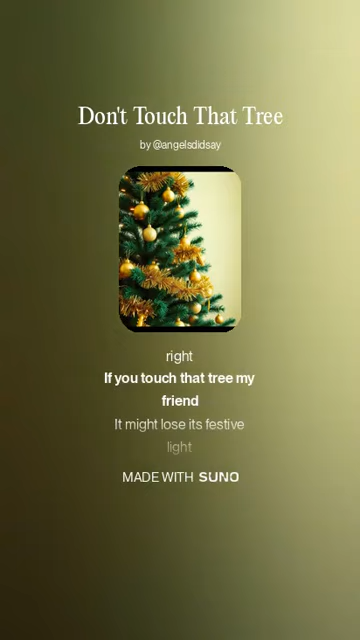 Don't Touch That Tree
by @angelsdidsay
right
If you touch that tree my
friend
It might lose its festive
light
MADE WITH SUNO